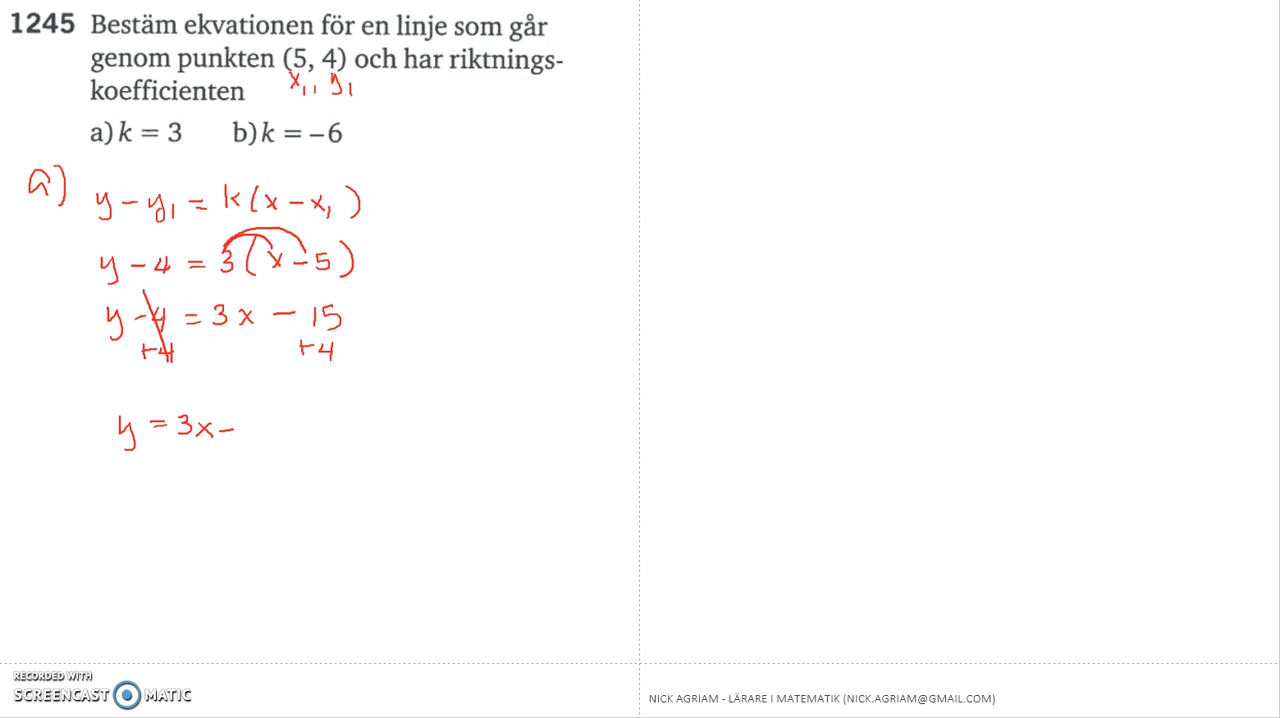 1245 Bestäm ekvationen för en linje som går
genom punkten (5, 4) och har riktnings-
koefficienten
x₁, y₁
a) k = 3 b) k = −6
a)
y − y₁ = k(x − x₁)
y − 4 = 3(x − 5)
y − 4 = 3x − 15
+4 +4
y = 3x −
RECORDED WITH
SCREENCAST MATIC
NICK AGRIAM - LÄRARE I MATEMATIK (NICK.AGRIAM@GMAIL.COM)